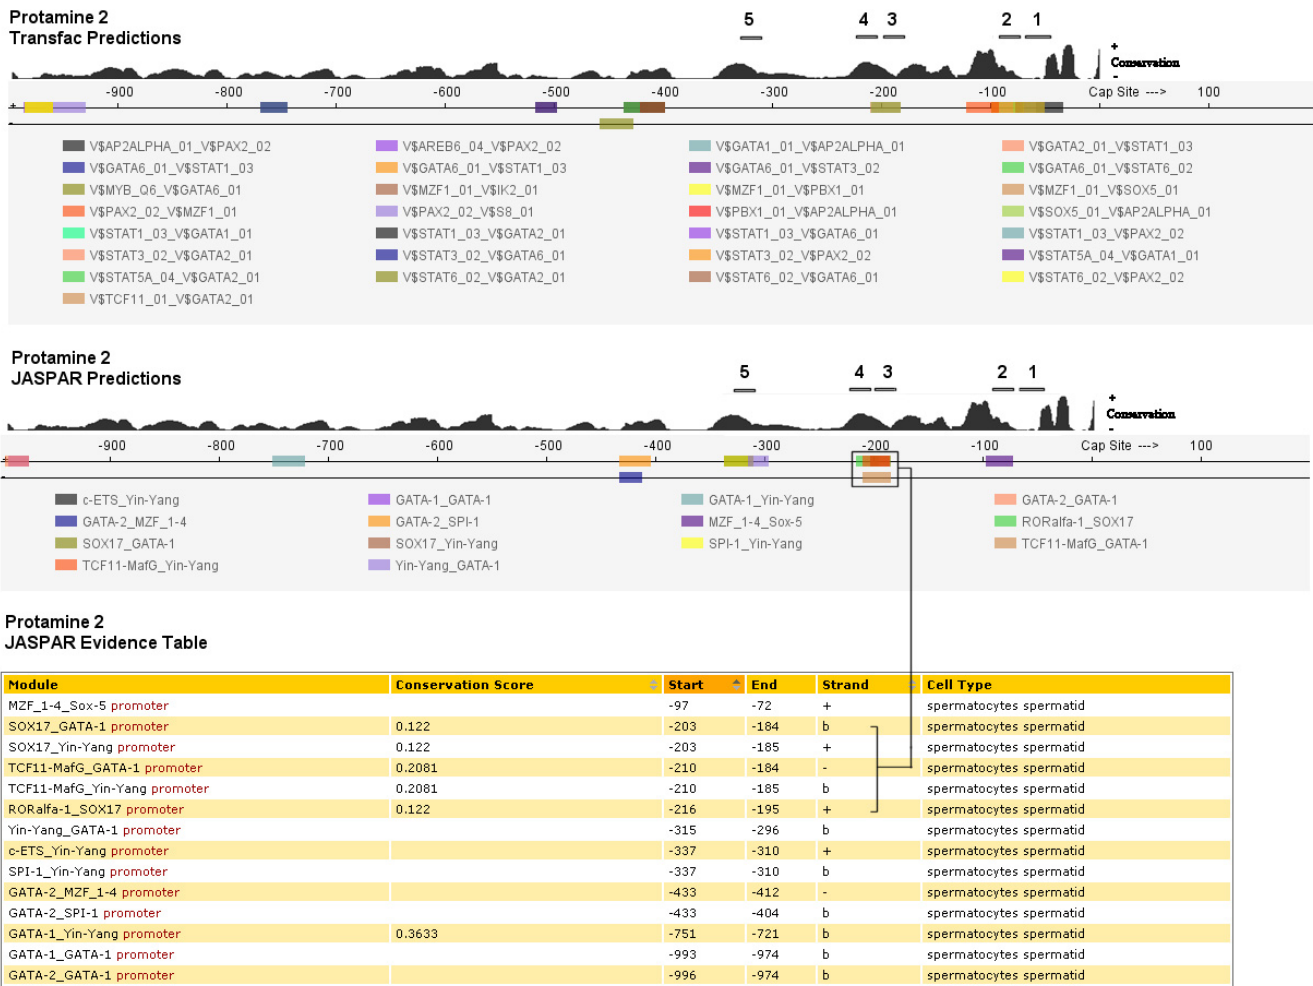 Protamine 2
Transfac Predictions
5 4 3 2 1
+
Conservation
-
-900 -800 -700 -600 -500 -400 -300 -200 -100 Cap Site ---> 100
V$AP2ALPHA_01_V$PAX2_02 V$AREB6_04_V$PAX2_02 V$GATA1_01_V$AP2ALPHA_01 V$GATA2_01_V$STAT1_03
V$GATA6_01_V$STAT1_03 V$GATA6_01_V$STAT1_03 V$GATA6_01_V$STAT3_02 V$GATA6_01_V$STAT6_02
V$MYB_Q6_V$GATA6_01 V$MZF1_01_V$IK2_01 V$MZF1_01_V$PBX1_01 V$MZF1_01_V$SOX5_01
V$PAX2_02_V$MZF1_01 V$PAX2_02_V$S8_01 V$PBX1_01_V$AP2ALPHA_01 V$SOX5_01_V$AP2ALPHA_01
V$STAT1_03_V$GATA1_01 V$STAT1_03_V$GATA2_01 V$STAT1_03_V$GATA6_01 V$STAT1_03_V$PAX2_02
V$STAT3_02_V$GATA2_01 V$STAT3_02_V$GATA6_01 V$STAT3_02_V$PAX2_02 V$STAT5A_04_V$GATA1_01
V$STAT5A_04_V$GATA2_01 V$STAT6_02_V$GATA2_01 V$STAT6_02_V$GATA6_01 V$STAT6_02_V$PAX2_02
V$TCF11_01_V$GATA2_01
Protamine 2
JASPAR Predictions
5 4 3 2 1
+
Conservation
-
-900 -800 -700 -600 -500 -400 -300 -200 -100 Cap Site ---> 100
c-ETS_Yin-Yang GATA-1_GATA-1 GATA-1_Yin-Yang GATA-2_GATA-1
GATA-2_MZF_1-4 GATA-2_SPI-1 MZF_1-4_Sox-5 RORalfa-1_SOX17
SOX17_GATA-1 SOX17_Yin-Yang SPI-1_Yin-Yang TCF11-MafG_GATA-1
TCF11-MafG_Yin-Yang Yin-Yang_GATA-1
Protamine 2
JASPAR Evidence Table
Module Conservation Score Start End Strand Cell Type
MZF_1-4_Sox-5 promoter -97 -72 + spermatocytes spermatid
SOX17_GATA-1 promoter 0.122 -203 -184 b spermatocytes spermatid
SOX17_Yin-Yang promoter 0.122 -203 -185 + spermatocytes spermatid
TCF11-MafG_GATA-1 promoter 0.2081 -210 -184 - spermatocytes spermatid
TCF11-MafG_Yin-Yang promoter 0.2081 -210 -185 b spermatocytes spermatid
RORalfa-1_SOX17 promoter 0.122 -216 -195 + spermatocytes spermatid
Yin-Yang_GATA-1 promoter -315 -296 b spermatocytes spermatid
c-ETS_Yin-Yang promoter -337 -310 + spermatocytes spermatid
SPI-1_Yin-Yang promoter -337 -310 b spermatocytes spermatid
GATA-2_MZF_1-4 promoter -433 -412 - spermatocytes spermatid
GATA-2_SPI-1 promoter -433 -404 b spermatocytes spermatid
GATA-1_Yin-Yang promoter 0.3633 -751 -721 b spermatocytes spermatid
GATA-1_GATA-1 promoter -993 -974 b spermatocytes spermatid
GATA-2_GATA-1 promoter -996 -974 b spermatocytes spermatid